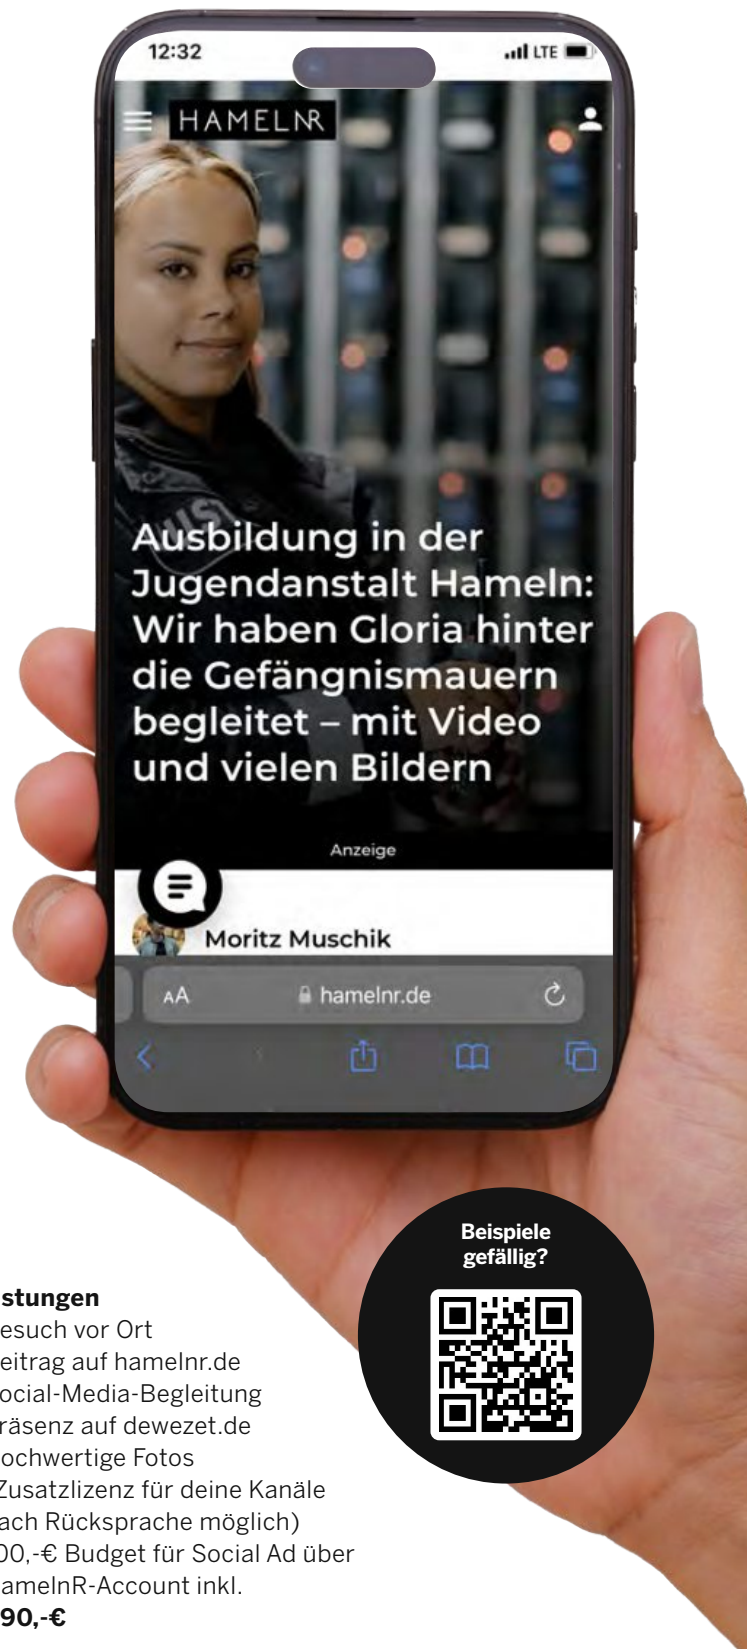 12:32
LTE
HAMELNR
UST
Ausbildung in der
Jugendanstalt Hameln:
Wir haben Gloria hinter
die Gefängnismauern
begleitet – mit Video
und vielen Bildern
Anzeige
Moritz Muschik
AA
hamelnr.de
Beispiele
gefällig?
stungen
esuch vor Ort
eitrag auf hamelnr.de
ocial-Media-Begleitung
räsenz auf dewezet.de
ochwertige Fotos
Zusatzlizenz für deine Kanäle
ach Rücksprache möglich)
00,-€ Budget für Social Ad über
amelnR-Account inkl.
90,-€